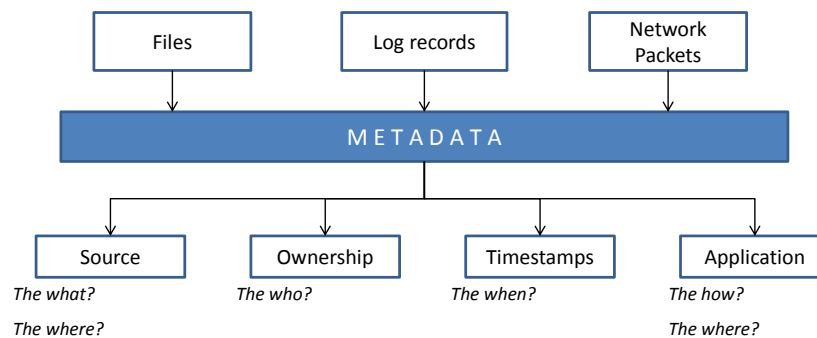 Files
Log records
Network
Packets
M E T A D A T A
Source
Ownership
Timestamps
Application
The what?
The who?
The when?
The how?
The where?
The where?